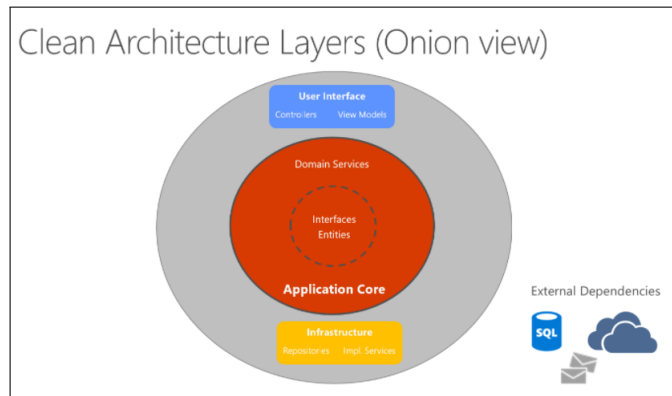 Clean Architecture Layers (Onion view)
User Interface
Controllers View Models
Domain Services
Interfaces
Entities
Application Core
Infrastructure
Repositories Impl. Services
External Dependencies
SQL